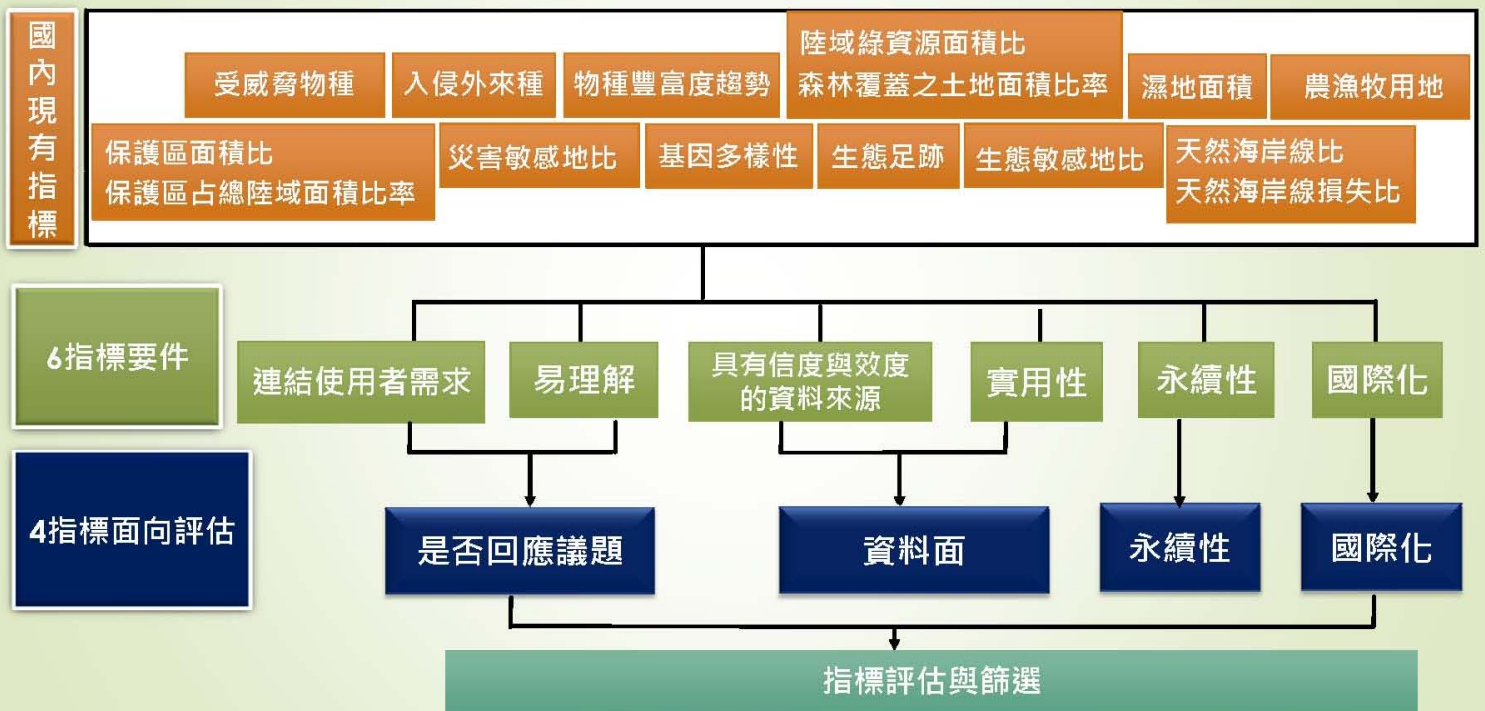 國內現有指標
受威脅物種
入侵外來種
物種豐富度趨勢
陸域綠資源面積比
森林覆蓋之土地面積比率
濕地面積
農漁牧用地
保護區面積比
保護區占總陸域面積比率
災害敏感地比
基因多樣性
生態足跡
生態敏感地比
天然海岸線比
天然海岸線損失比
6指標要件
連結使用者需求
易理解
具有信度與效度
的資料來源
實用性
永續性
國際化
4指標面向評估
是否回應議題
資料面
永續性
國際化
指標評估與篩選